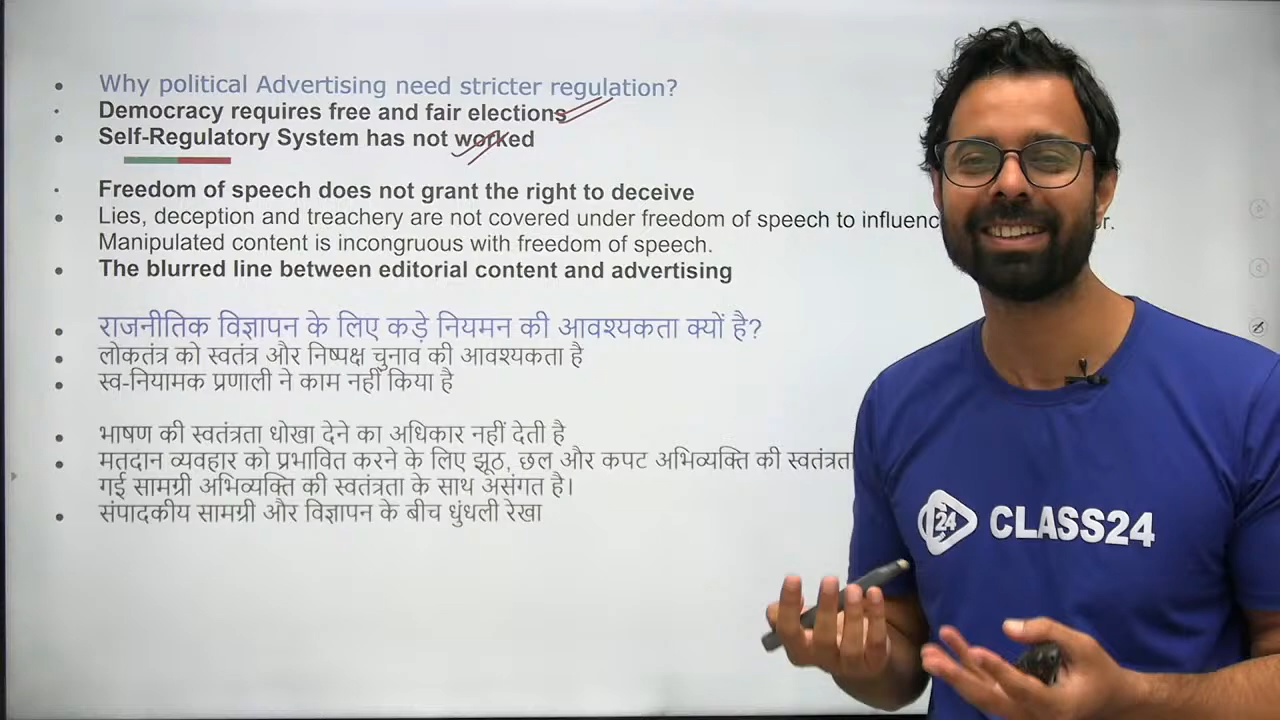 Why political Advertising need stricter regulation?
Democracy requires free and fair elections
Self-Regulatory System has not worked
Freedom of speech does not grant the right to deceive
Lies, deception and treachery are not covered under freedom of speech to
Manipulated content is incongruous with freedom of speech.
The blurred line between editorial content and advertising
राजनीतिक विज्ञापन के लिए कड़े नियमन की आवश्यकता क्यों है?
लोकतंत्र को स्वतंत्र और निष्पक्ष चुनाव की आवश्यकता है
स्व-नियामक प्रणाली ने काम नहीं किया है
भाषण की स्वतंत्रता धोखा देने का अधिकार नहीं देती है
मतदान व्यवहार को प्रभावित करने के लिए झूठ, छल और कपट अभिव्यक्ति की स्वतंत्रता
गई सामग्री अभिव्यक्ति की स्वतंत्रता के साथ असंगत है।
संपादकीय सामग्री और विज्ञापन के बीच धुंधली रेखा
24 CLASS24